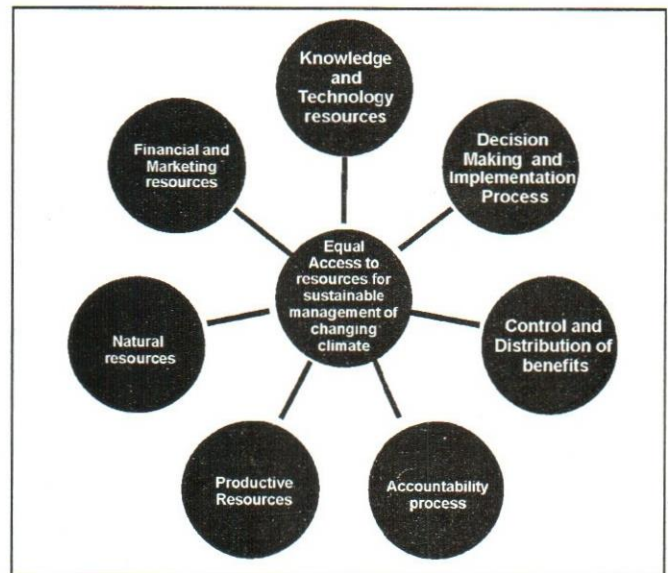 Knowledge
and
Technology
resources
Decision
Making and
Implementation
Process
Control and
Distribution of
benefits
Accountability
process
Productive
Resources
Natural
resources
Financial and
Marketing
resources
Equal
Access to
resources for
sustainable
management of
changing
climate